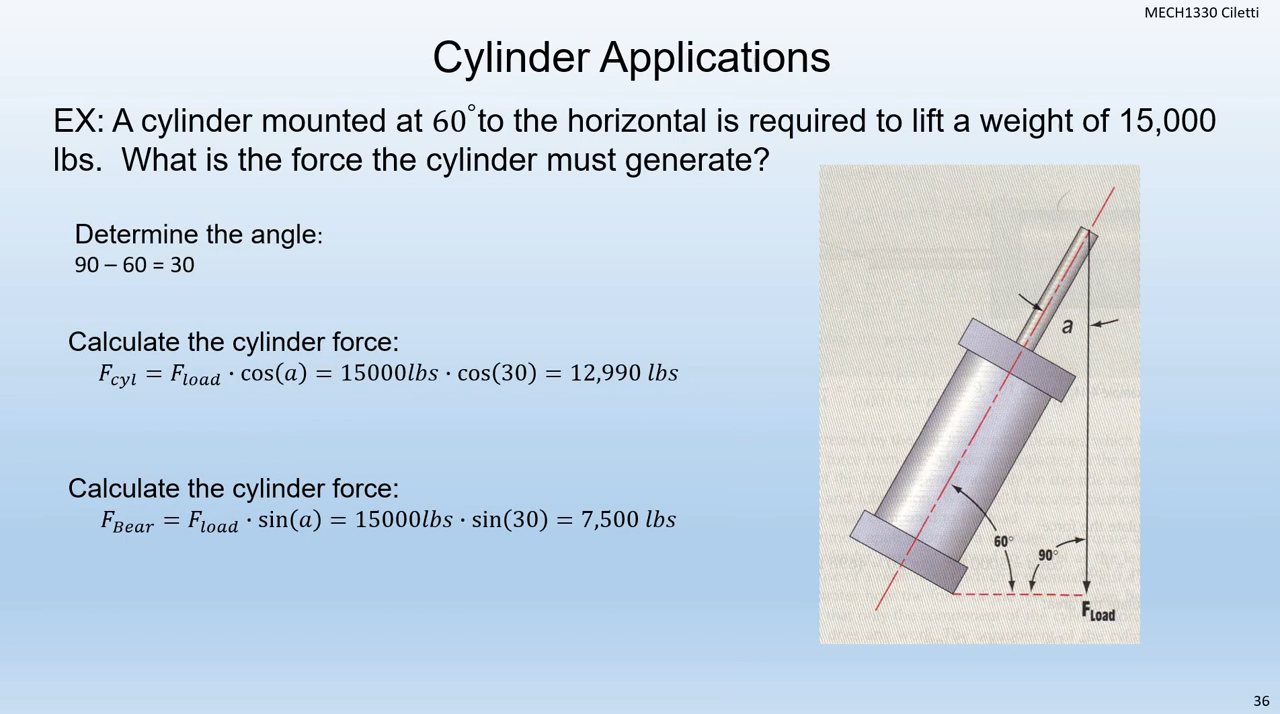 MECH1330 Ciletti
Cylinder Applications
EX: A cylinder mounted at 60° to the horizontal is required to lift a weight of 15,000
lbs. What is the force the cylinder must generate?
Determine the angle:
90 – 60 = 30
Calculate the cylinder force:
F_cyl = F_load · cos(a) = 15000lbs · cos(30) = 12,990 lbs
Calculate the cylinder force:
F_Bear = F_load · sin(a) = 15000lbs · sin(30) = 7,500 lbs
a
60°
90°
F_Load
36